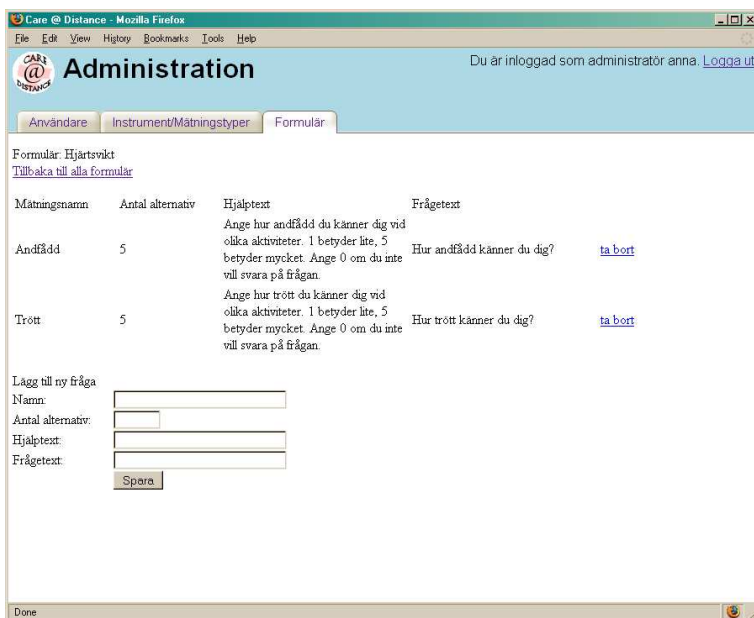 Care @ Distance - Mozilla Firefox
File Edit View History Bookmarks Tools Help
CARE
@
DISTANCE
Administration
Du är inloggad som administratör anna. Logga ut
Användare Instrument/Mätningstyper Formulär
Formulär: Hjärtsvikt
Tillbaka till alla formulär
Mätningsnamn Antal alternativ Hjälptext Frågetext
Andfådd 5 Ange hur andfådd du känner dig vid
olika aktiviteter. 1 betyder lite, 5
betyder mycket. Ange 0 om du inte
vill svara på frågan.
Hur andfådd känner du dig? ta bort
Trött 5 Ange hur trött du känner dig vid
olika aktiviteter. 1 betyder lite, 5
betyder mycket. Ange 0 om du inte
vill svara på frågan.
Hur trött känner du dig? ta bort
Lägg till ny fråga
Namn:
Antal alternativ:
Hjälptext:
Frågetext:
Spara
Done